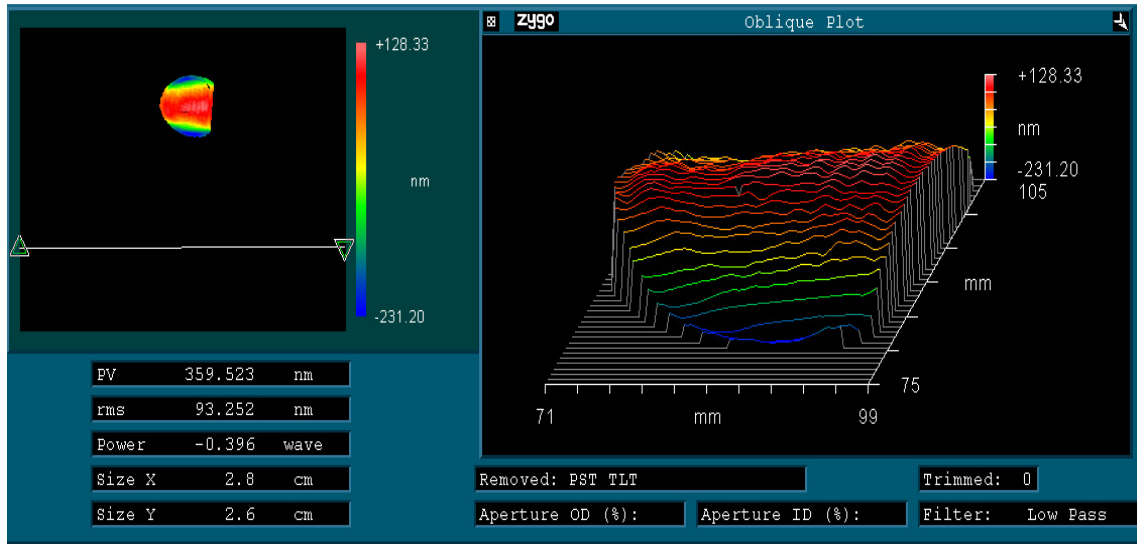 zygo Oblique Plot
+128.33
nm
-231.20
+128.33
nm
-231.20
105
mm
75
71 mm 99
PV 359.523 nm
rms 93.252 nm
Power -0.396 wave
Size X 2.8 cm
Size Y 2.6 cm
Removed: PST TLT Trimmed: 0
Aperture OD (%): Aperture ID (%): Filter: Low Pass